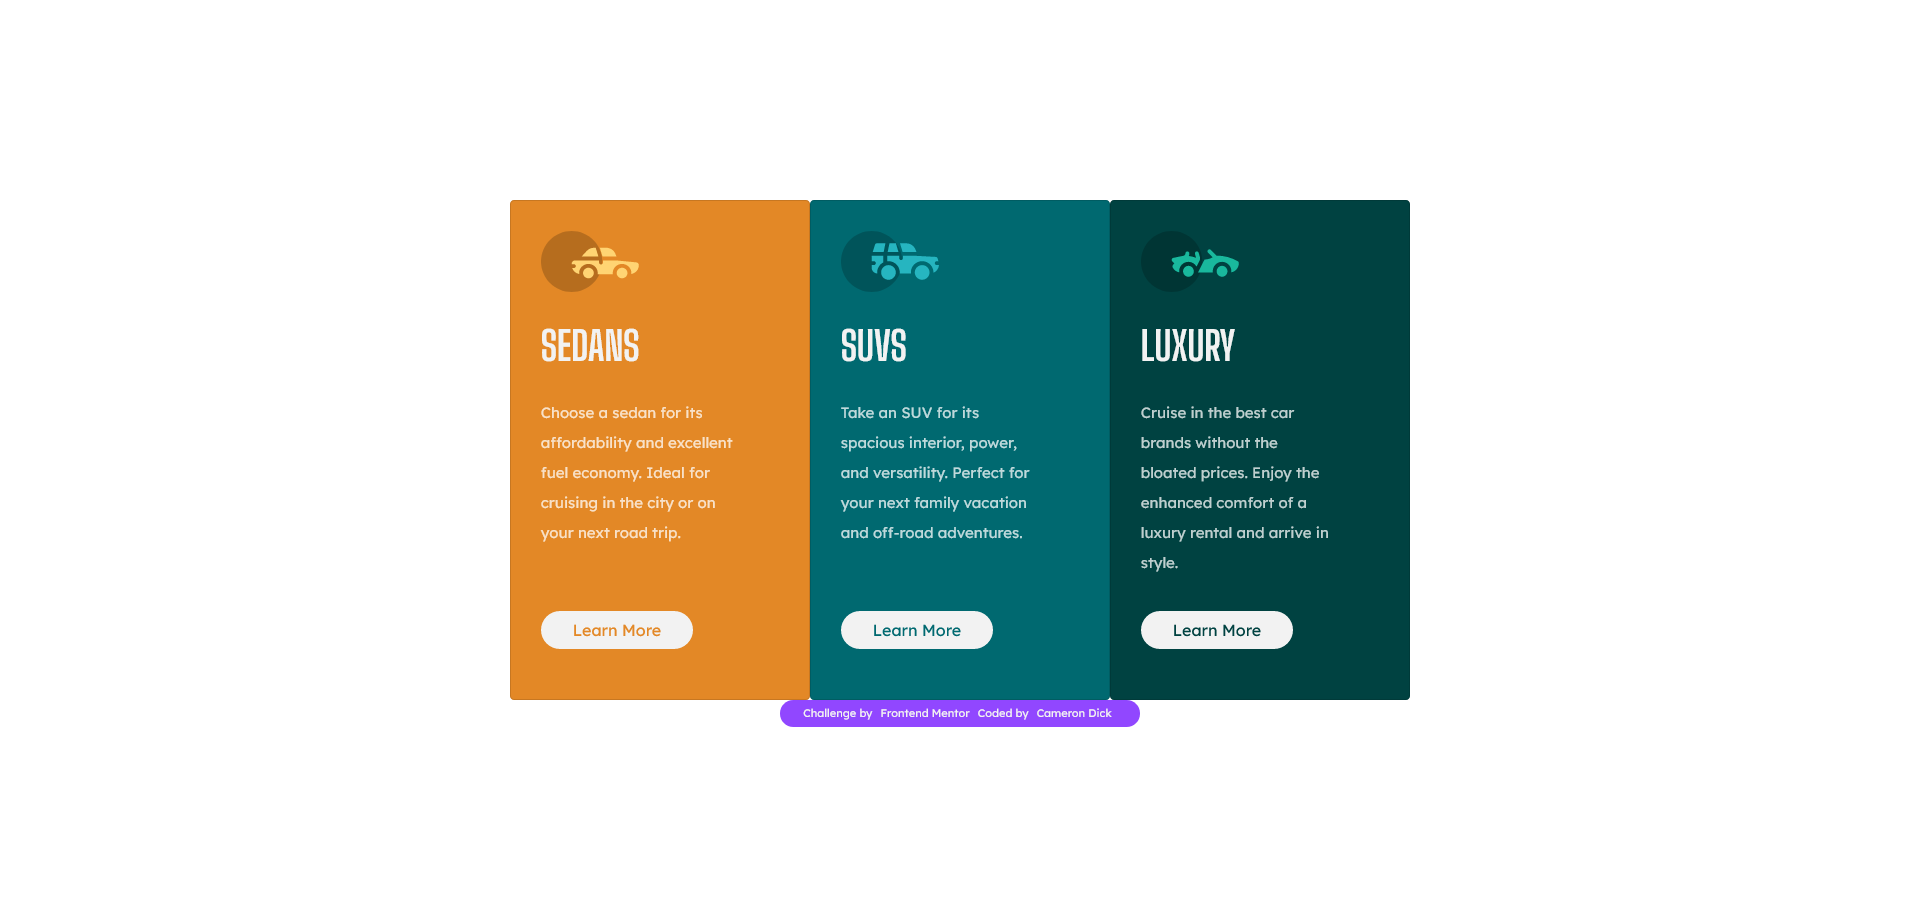 SEDANS
Choose a sedan for its
affordability and excellent
fuel economy. Ideal for
cruising in the city or on
your next road trip.
Learn More
SUVS
Take an SUV for its
spacious interior, power,
and versatility. Perfect for
your next family vacation
and off-road adventures.
Learn More
LUXURY
Cruise in the best car
brands without the
bloated prices. Enjoy the
enhanced comfort of a
luxury rental and arrive in
style.
Learn More
Challenge by Frontend Mentor Coded by Cameron Dick